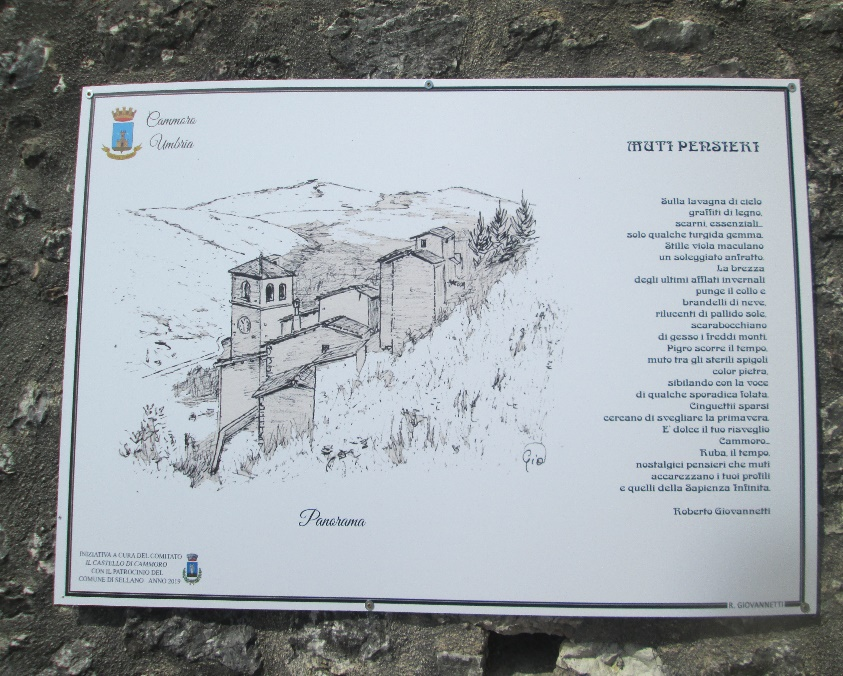 Cammoro
Umbria
MUTI PENSIERI
Sulla lavagna di cielo
graffiti di legno,
scarni, essenziali...
solo qualche turgida gemma.
Stille viola maculano
un soleggiato anfratto.
La brezza
degli ultimi afflati invernali
punge il collo e
brandelli di neve,
rilucenti di pallido sole,
scarabocchiano
di gesso i freddi monti.
Pigro scorre il tempo,
muto tra gli sterili spigoli
color pietra,
sibilando con la voce
di qualche sporadica folata.
Cinguettii sparsi
cercano di svegliare la primavera.
E' dolce il tuo risveglio
Cammoro...
Ruba, il tempo,
nostalgici pensieri che muti
accarezzano i tuoi profili
e quelli della Sapienza Infinita.
Roberto Giovannetti
Gio
Panorama
INIZIATIVA A CURA DEL COMITATO
IL CASTELLO DI CAMMORO
CON IL PATROCINIO DEL
COMUNE DI SELLANO ANNO 2019
R. GIOVANNETTI